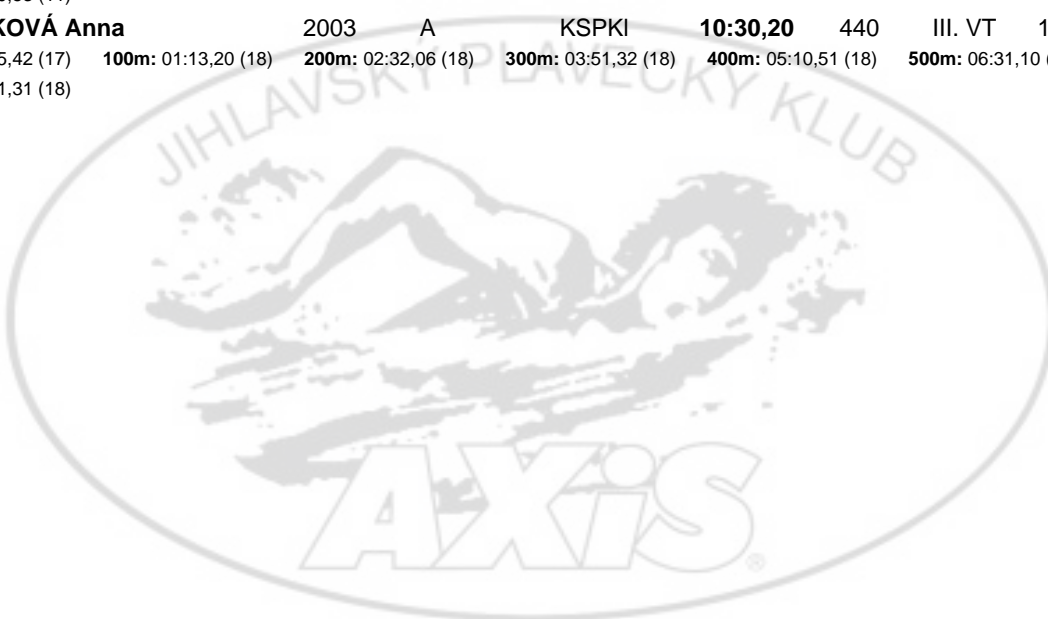 KOVÁ Anna 2003 A KSPKI 10:30,20 440 III. VT 1
5,42 (17) 100m: 01:13,20 (18) 200m: 02:32,06 (18) 300m: 03:51,32 (18) 400m: 05:10,51 (18) 500m: 06:31,10
1,31 (18)
JIHLAVSKÝ PLAVECKÝ KLUB
AXiS